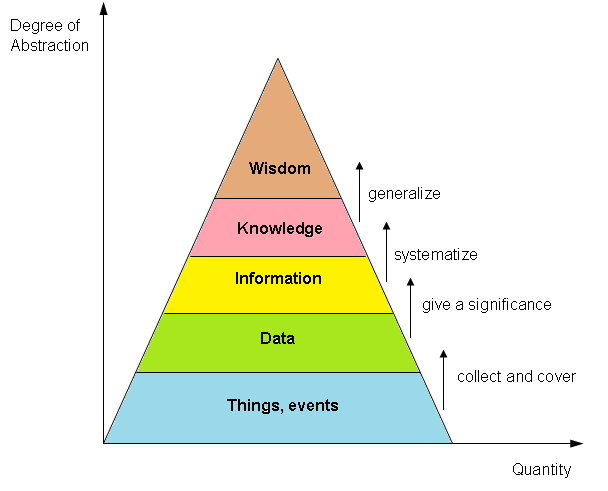 Degree of
Abstraction
Wisdom
generalize
Knowledge
systematize
Information
give a significance
Data
collect and cover
Things, events
Quantity